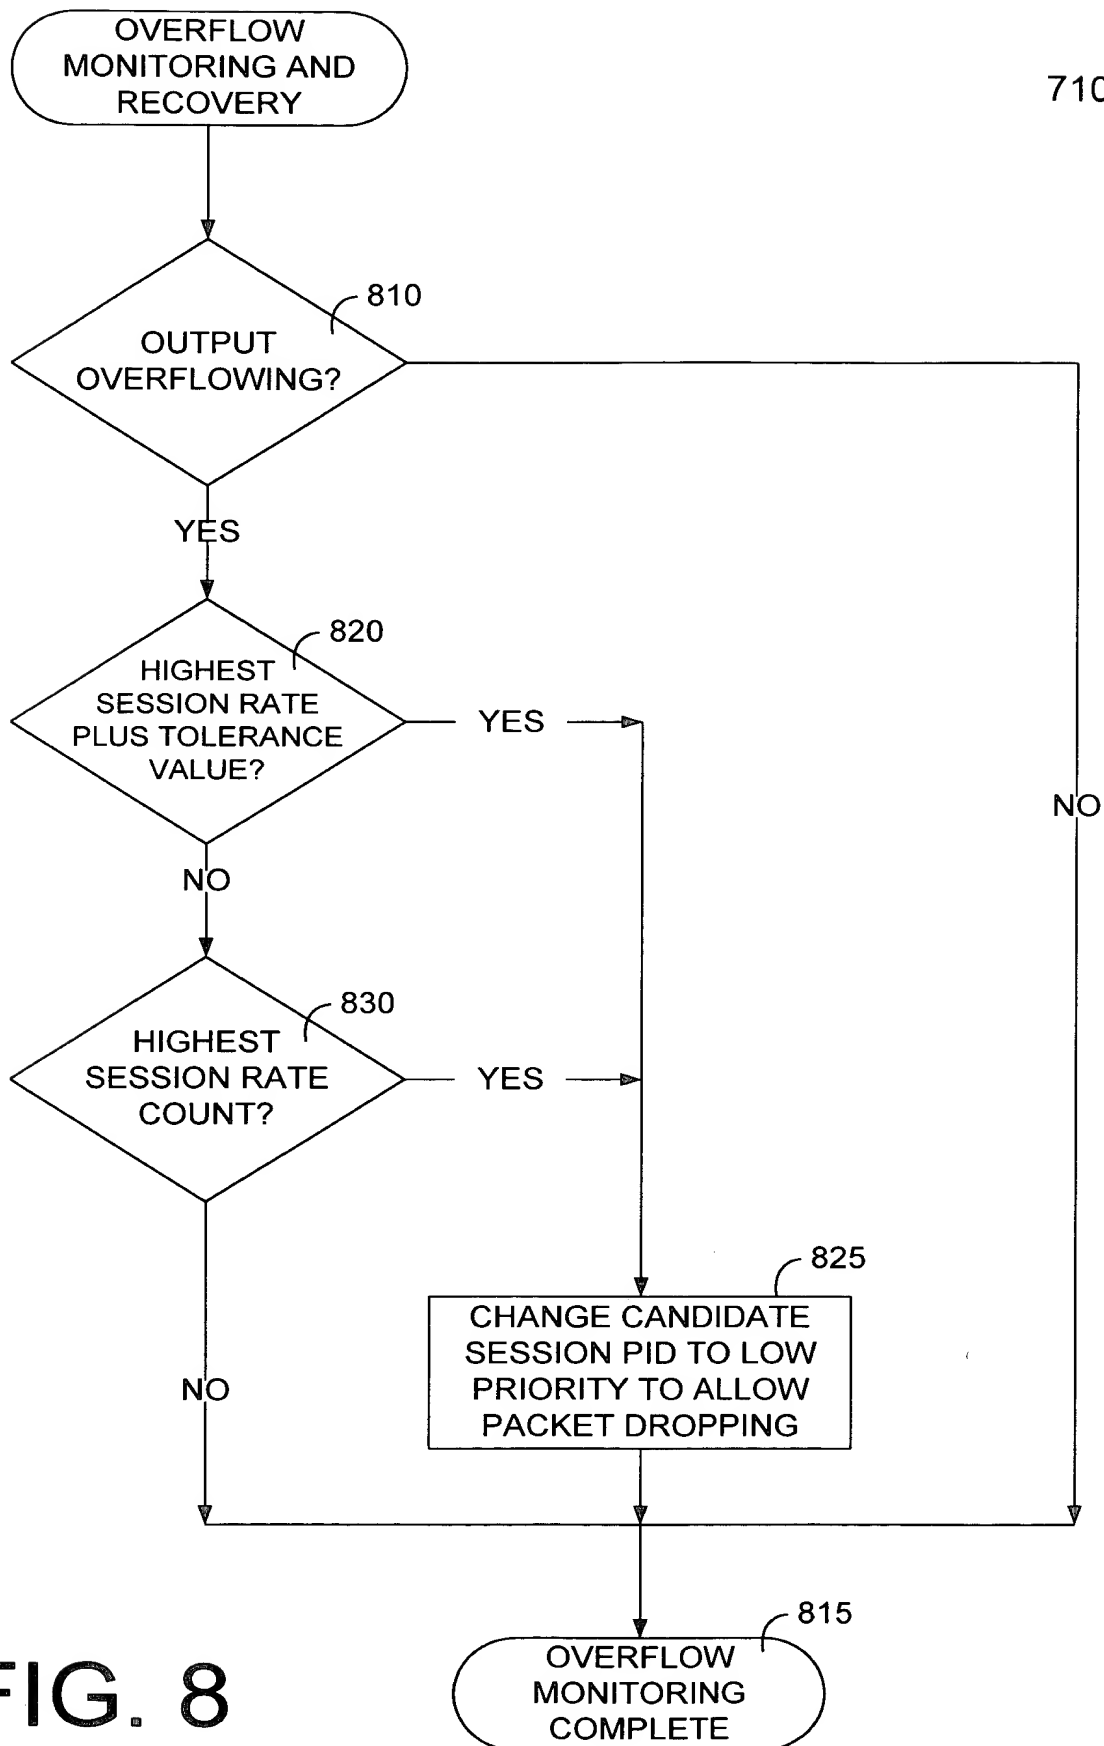 OVERFLOW
MONITORING AND
RECOVERY
710
810
OUTPUT
OVERFLOWING?
YES
820
HIGHEST
SESSION RATE
PLUS TOLERANCE
VALUE?
YES
NO
NO
830
HIGHEST
SESSION RATE
COUNT?
YES
825
CHANGE CANDIDATE
SESSION PID TO LOW
PRIORITY TO ALLOW
PACKET DROPPING
NO
815
OVERFLOW
MONITORING
COMPLETE
FIG. 8